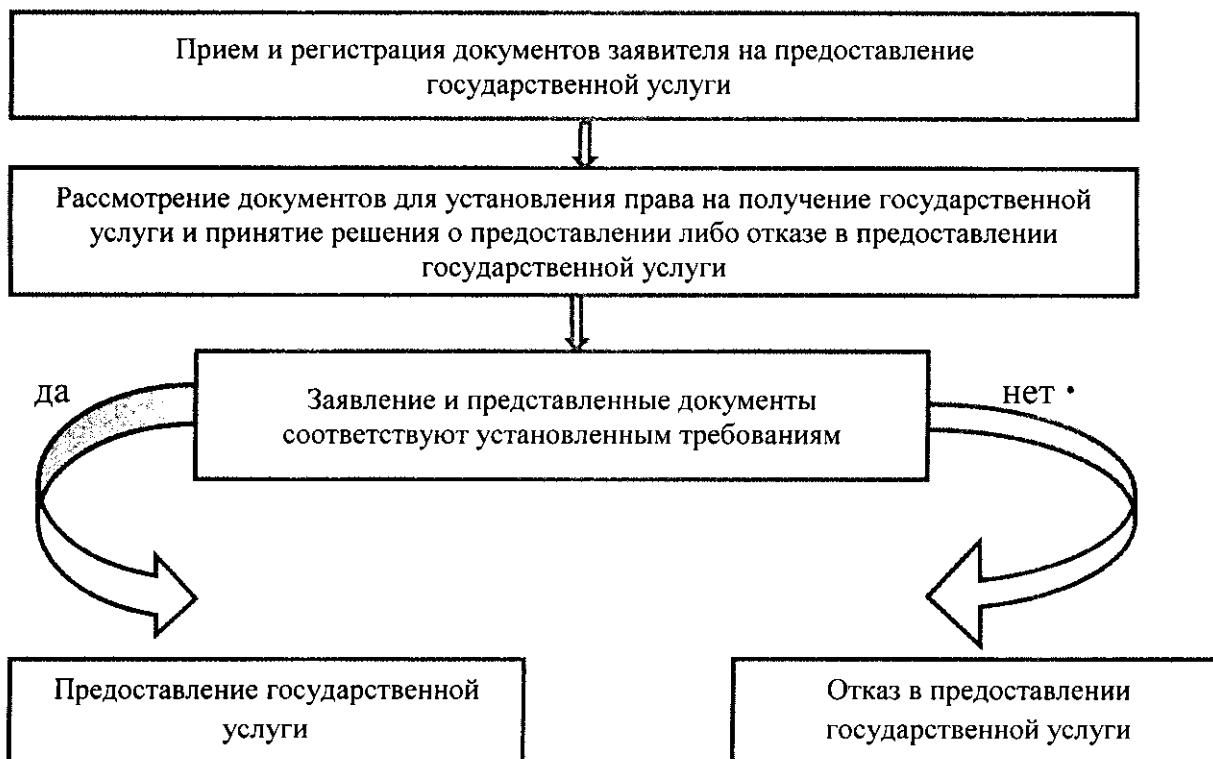 Прием и регистрация документов заявителя на предоставление
государственной услуги
Рассмотрение документов для установления права на получение государственной
услуги и принятие решения о предоставлении либо отказе в предоставлении
государственной услуги
да
Заявление и представленные документы
соответствуют установленным требованиям
нет
Предоставление государственной
услуги
Отказ в предоставлении
государственной услуги